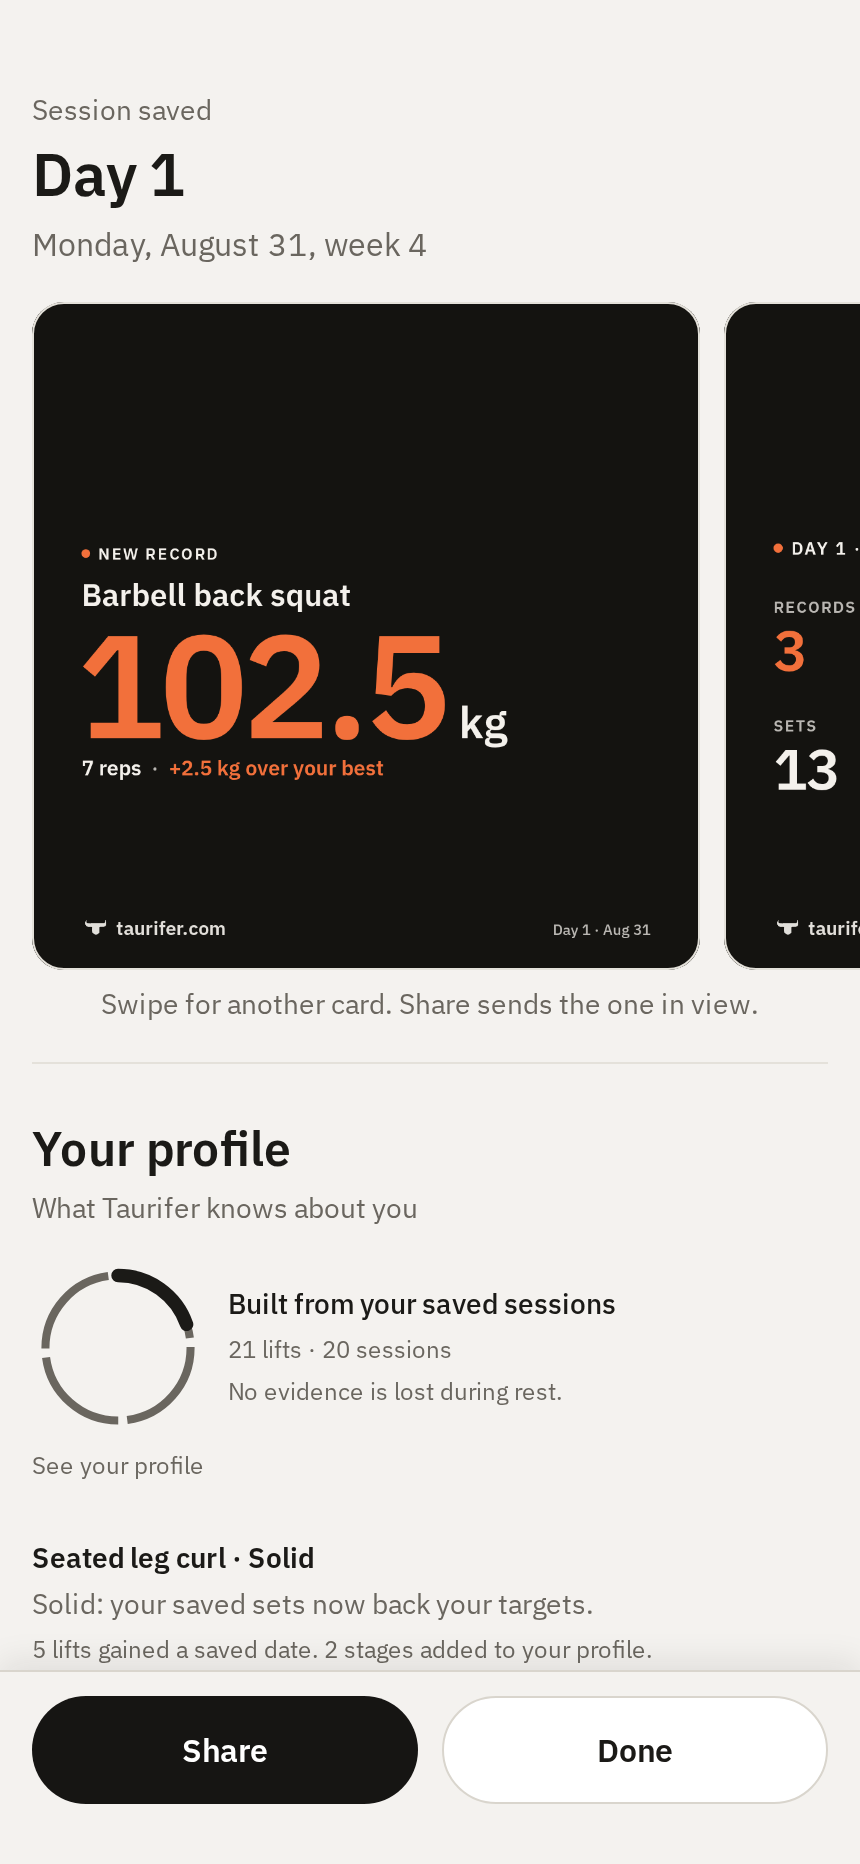 Session saved
Day 1
Monday, August 31, week 4
NEW RECORD
Barbell back squat
102.5 kg
7 reps · +2.5 kg over your best
taurifer.com
Day 1 · Aug 31
DAY 1 ·
RECORDS
3
SETS
13
Swipe for another card. Share sends the one in view.
Your profile
What Taurifer knows about you
Built from your saved sessions
21 lifts · 20 sessions
No evidence is lost during rest.
See your profile
Seated leg curl · Solid
Solid: your saved sets now back your targets.
5 lifts gained a saved date. 2 stages added to your profile.
Share
Done